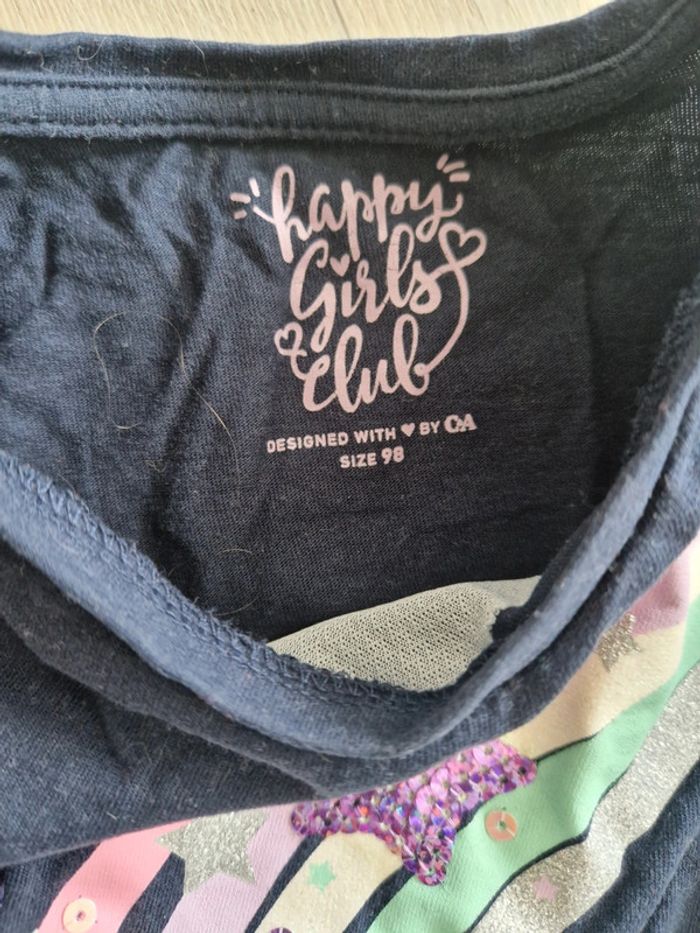 happy
Girls
Club
DESIGNED WITH ♥ BY C&A
SIZE 98